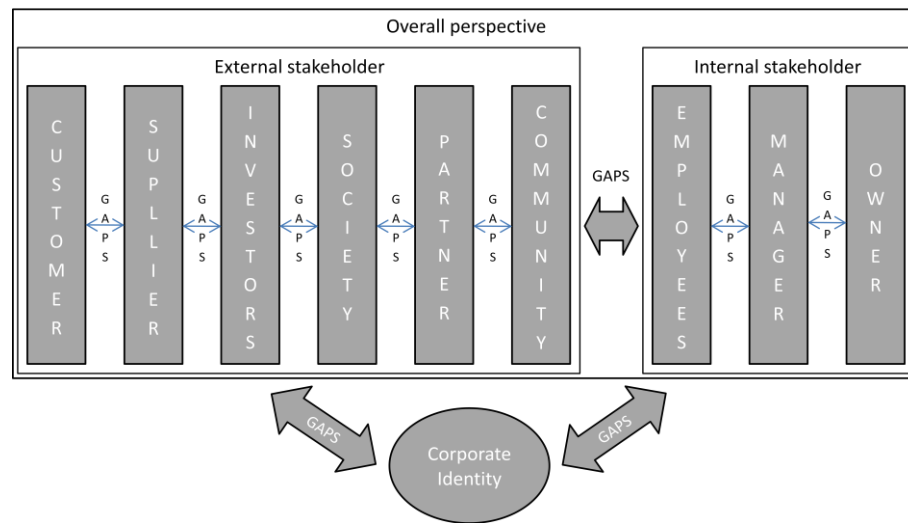 Overall perspective
External stakeholder
Internal stakeholder
CUSTOMER
GAPS
SUPPLIER
GAPS
INVESTORS
GAPS
SOCIETY
GAPS
PARTNER
GAPS
COMMUNITY
GAPS
EMPLOYEES
GAPS
MANAGER
GAPS
OWNER
GAPS
Corporate
Identity
GAPS